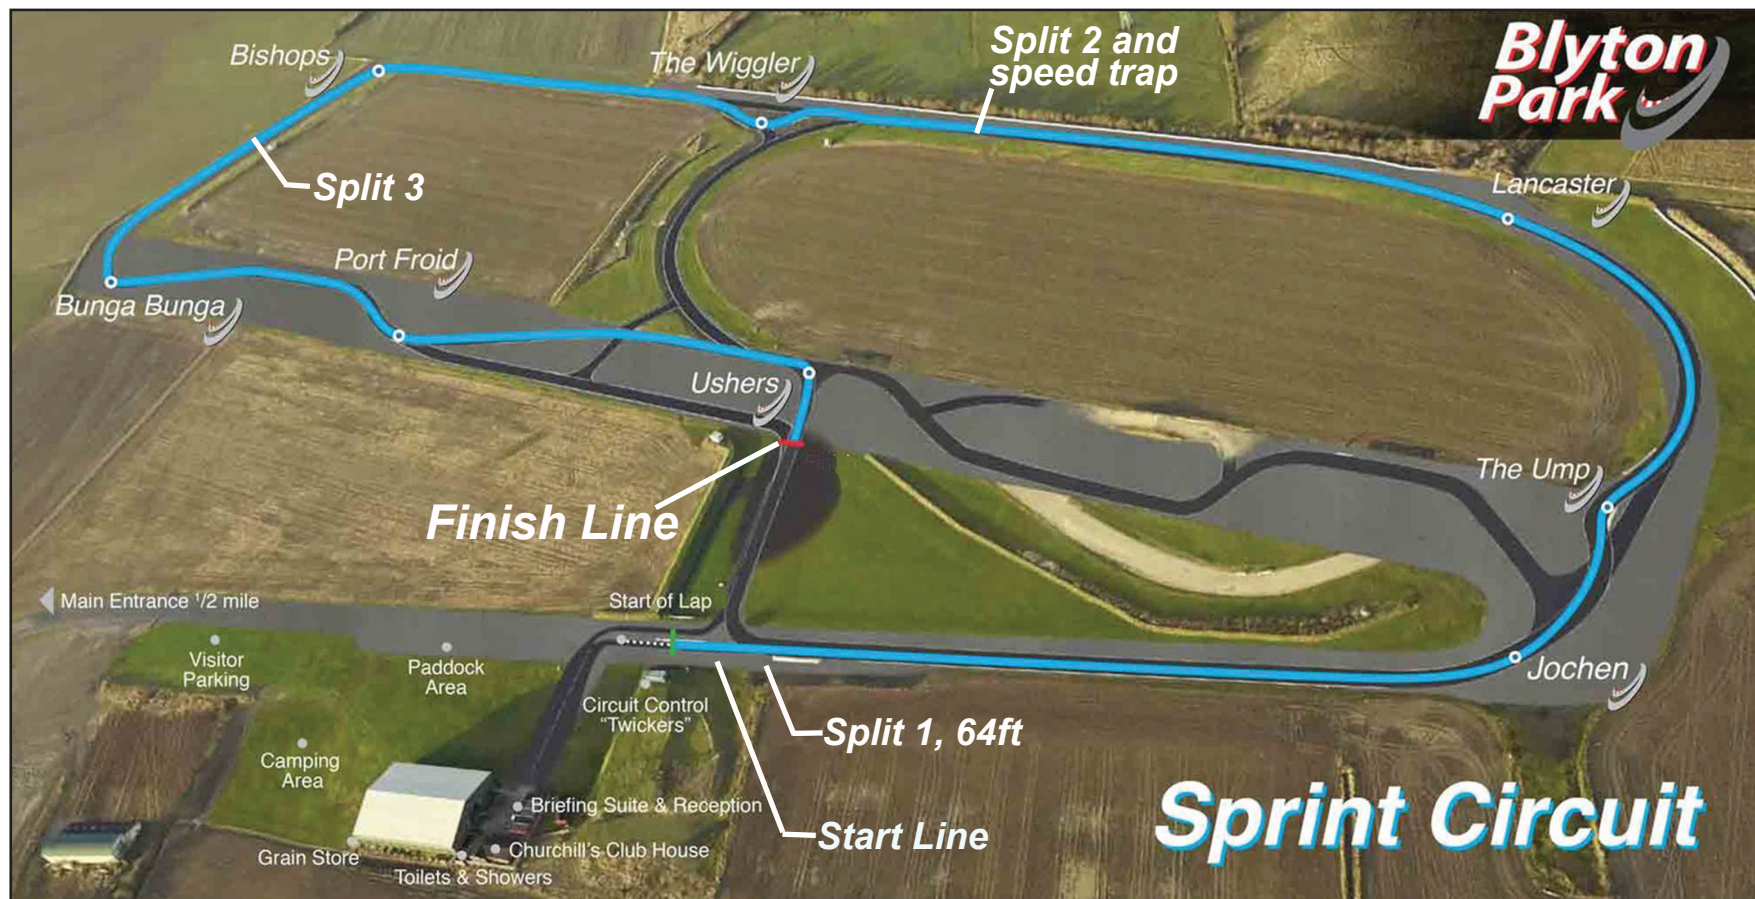 Bishops
The Wiggler
Split 2 and
speed trap
Blyton
Park
Split 3
Lancaster
Port Froid
Bunga Bunga
Ushers
The Ump
Finish Line
Main Entrance 1/2 mile
Start of Lap
Visitor
Parking
Paddock
Area
Jochen
Circuit Control
"Twickers"
Split 1, 64ft
Camping
Area
Briefing Suite & Reception
Start Line
Sprint Circuit
Grain Store
Churchill's Club House
Toilets & Showers